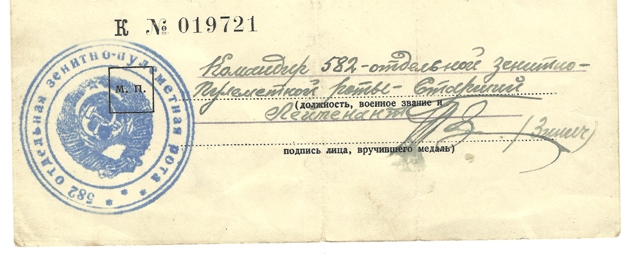 К № 019721
582 отдельная зенитно-пулеметная рота
М. П.
Командир 582-отдельной зенитно-
пулеметной роты- Старший
(должность, военное звание и
Лейтенант
подпись лица, вручившего медаль)